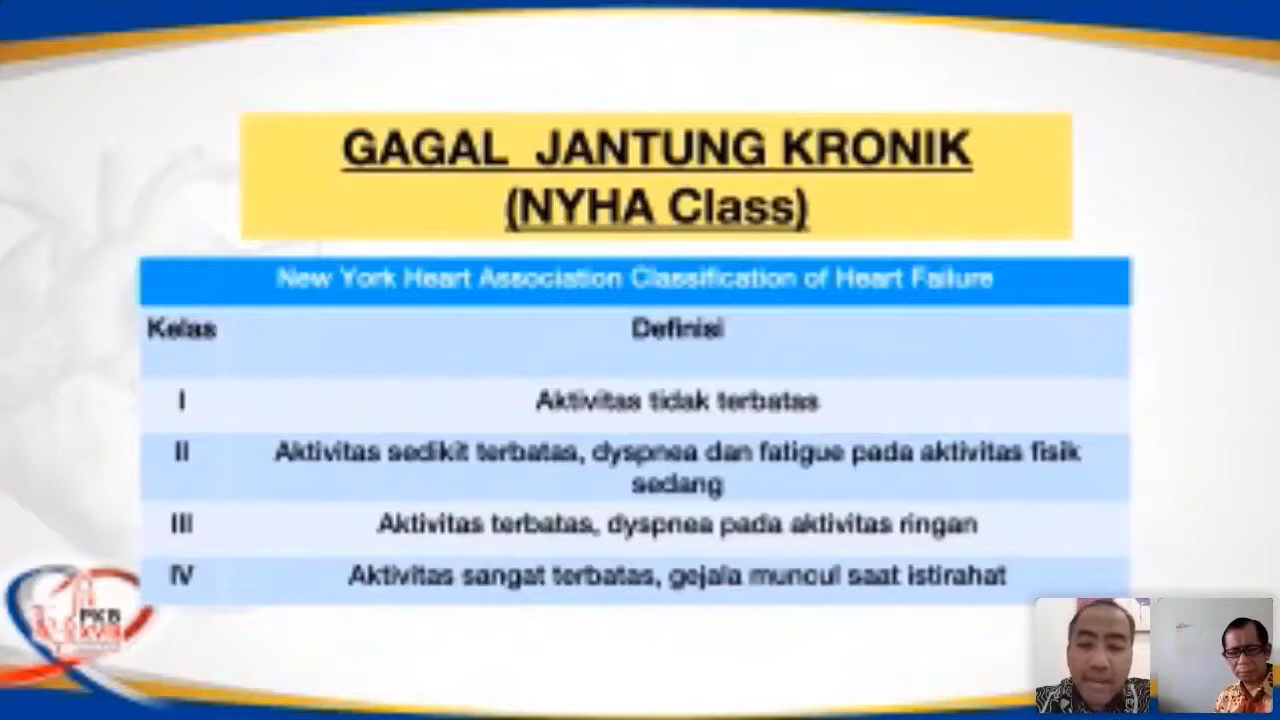 GAGAL JANTUNG KRONIK
(NYHA Class)
New York Heart Association Classification of Heart Failure
Kelas Definisi
I Aktivitas tidak terbatas
II Aktivitas sedikit terbatas, dyspnea dan fatigue pada aktivitas fisik
sedang
III Aktivitas terbatas, dyspnea pada aktivitas ringan
IV Aktivitas sangat terbatas, gejala muncul saat istirahat
PKB
XVIII